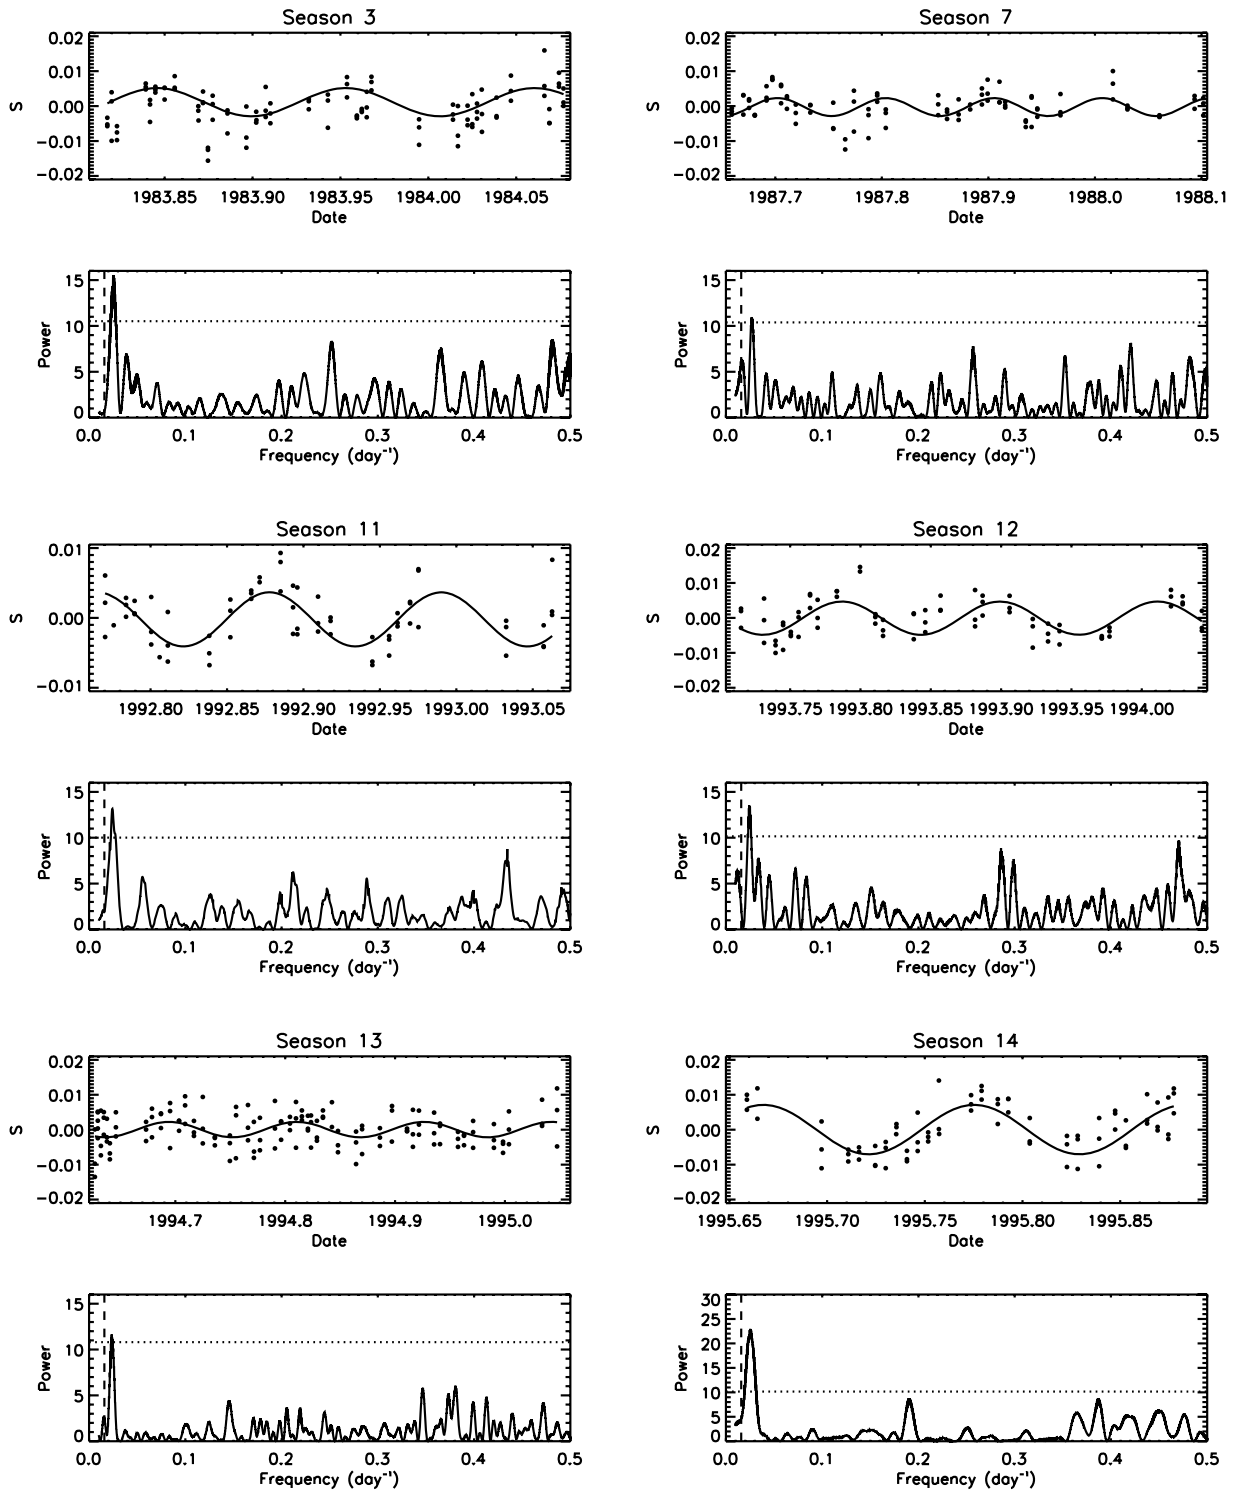 Season 3
S
0.02
0.01
0.00
−0.01
−0.02
1983.85 1983.90 1983.95 1984.00 1984.05
Date
Season 7
S
0.02
0.01
0.00
−0.01
−0.02
1987.7 1987.8 1987.9 1988.0 1988.1
Date
Power
15
10
5
0
0.0 0.1 0.2 0.3 0.4 0.5
Frequency (day⁻¹)
Power
15
10
5
0
0.0 0.1 0.2 0.3 0.4 0.5
Frequency (day⁻¹)
Season 11
S
0.01
0.00
−0.01
1992.80 1992.85 1992.90 1992.95 1993.00 1993.05
Date
Season 12
S
0.02
0.01
0.00
−0.01
−0.02
1993.75 1993.80 1993.85 1993.90 1993.95 1994.00
Date
Power
15
10
5
0
0.0 0.1 0.2 0.3 0.4 0.5
Frequency (day⁻¹)
Power
15
10
5
0
0.0 0.1 0.2 0.3 0.4 0.5
Frequency (day⁻¹)
Season 13
S
0.02
0.01
0.00
−0.01
−0.02
1994.7 1994.8 1994.9 1995.0
Date
Season 14
S
0.02
0.01
0.00
−0.01
−0.02
1995.65 1995.70 1995.75 1995.80 1995.85
Date
Power
15
10
5
0
0.0 0.1 0.2 0.3 0.4 0.5
Frequency (day⁻¹)
Power
30
25
20
15
10
5
0
0.0 0.1 0.2 0.3 0.4 0.5
Frequency (day⁻¹)